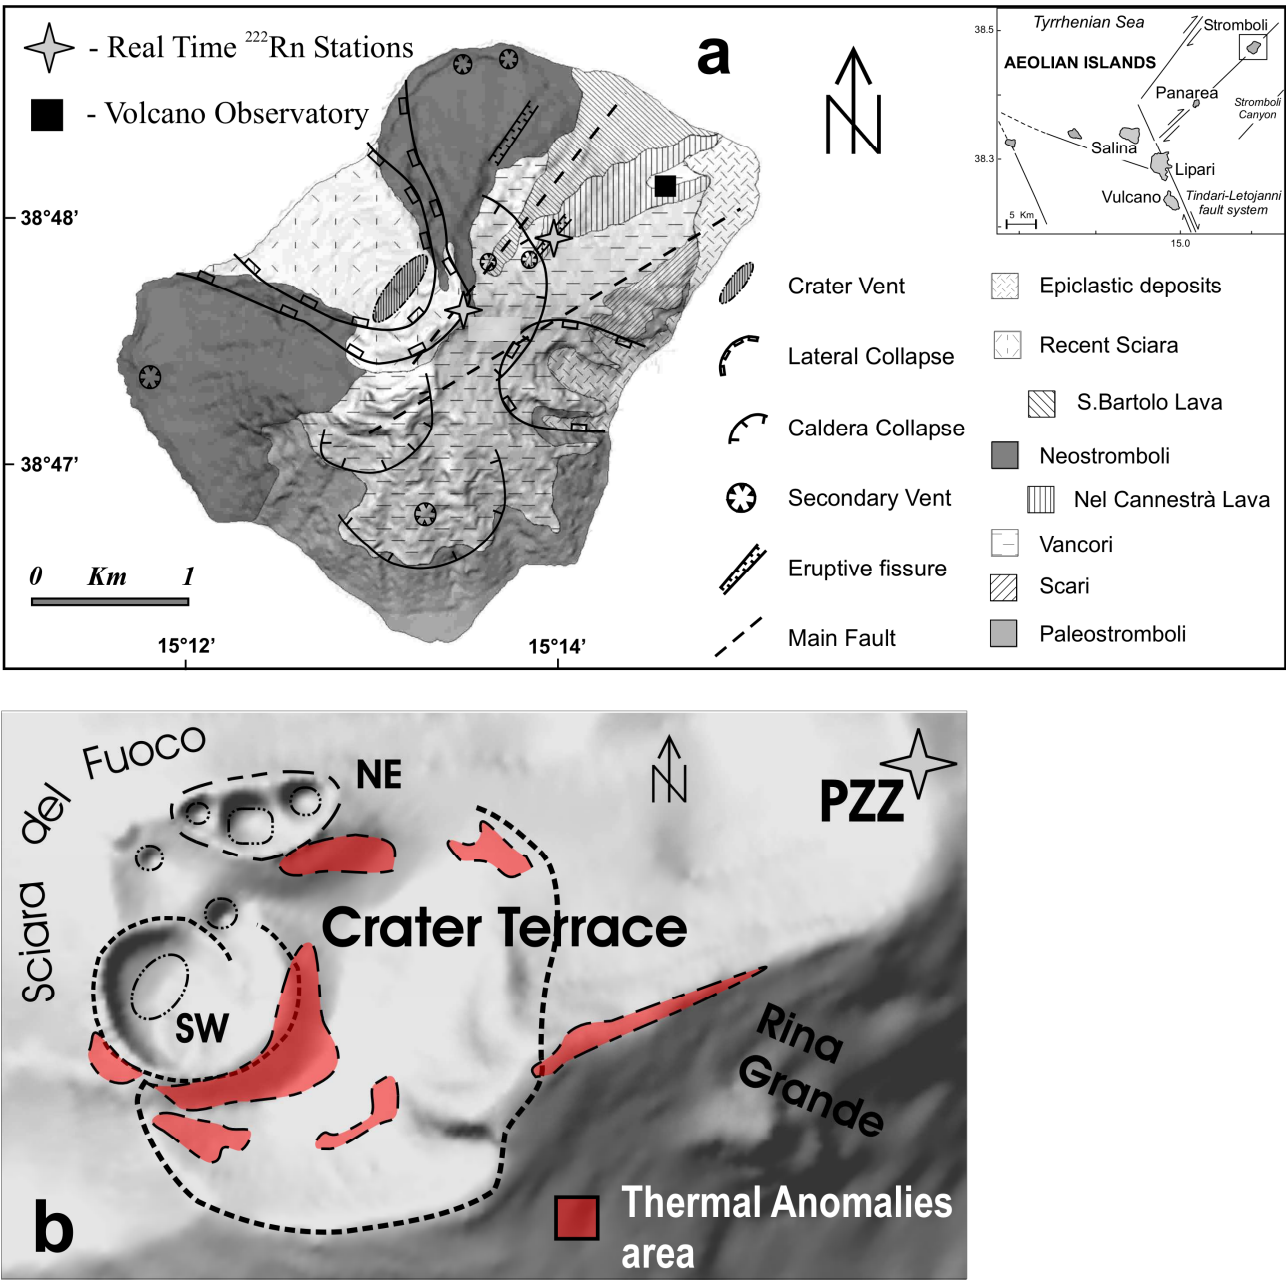 - Real Time ²²²Rn Stations
- Volcano Observatory
a
N
38°48’
38°47’
0 Km 1
15°12’
15°14’
Tyrrhenian Sea
38.5
Stromboli
AEOLIAN ISLANDS
Panarea
Stromboli
Canyon
38.3
Salina
Lipari
Vulcano
Tindari-Letojanni
fault system
5 Km
15.0
Crater Vent
Lateral Collapse
Caldera Collapse
Secondary Vent
Eruptive fissure
Main Fault
Epiclastic deposits
Recent Sciara
S.Bartolo Lava
Neostromboli
Nel Cannestrà Lava
Vancori
Scari
Paleostromboli
Sciara del Fuoco
NE
N
PZZ
Crater Terrace
SW
Rina
Grande
b
Thermal Anomalies
area